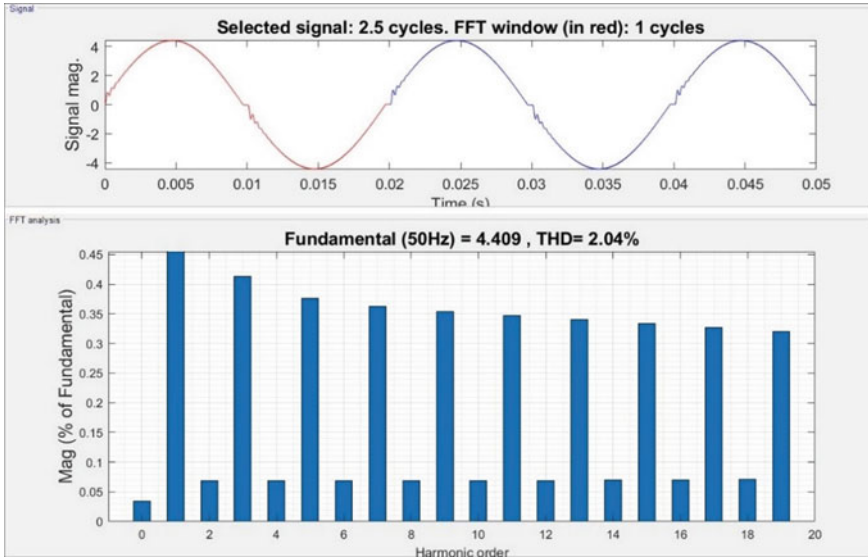 Signal
Selected signal: 2.5 cycles. FFT window (in red): 1 cycles
Signal mag.
4
2
0
-2
-4
0 0.005 0.01 0.015 0.02 0.025 0.03 0.035 0.04 0.045 0.05
Time (s)
FFT analysis
Fundamental (50Hz) = 4.409 , THD= 2.04%
Mag (% of Fundamental)
0.45
0.4
0.35
0.3
0.25
0.2
0.15
0.1
0.05
0
0 2 4 6 8 10 12 14 16 18 20
Harmonic order